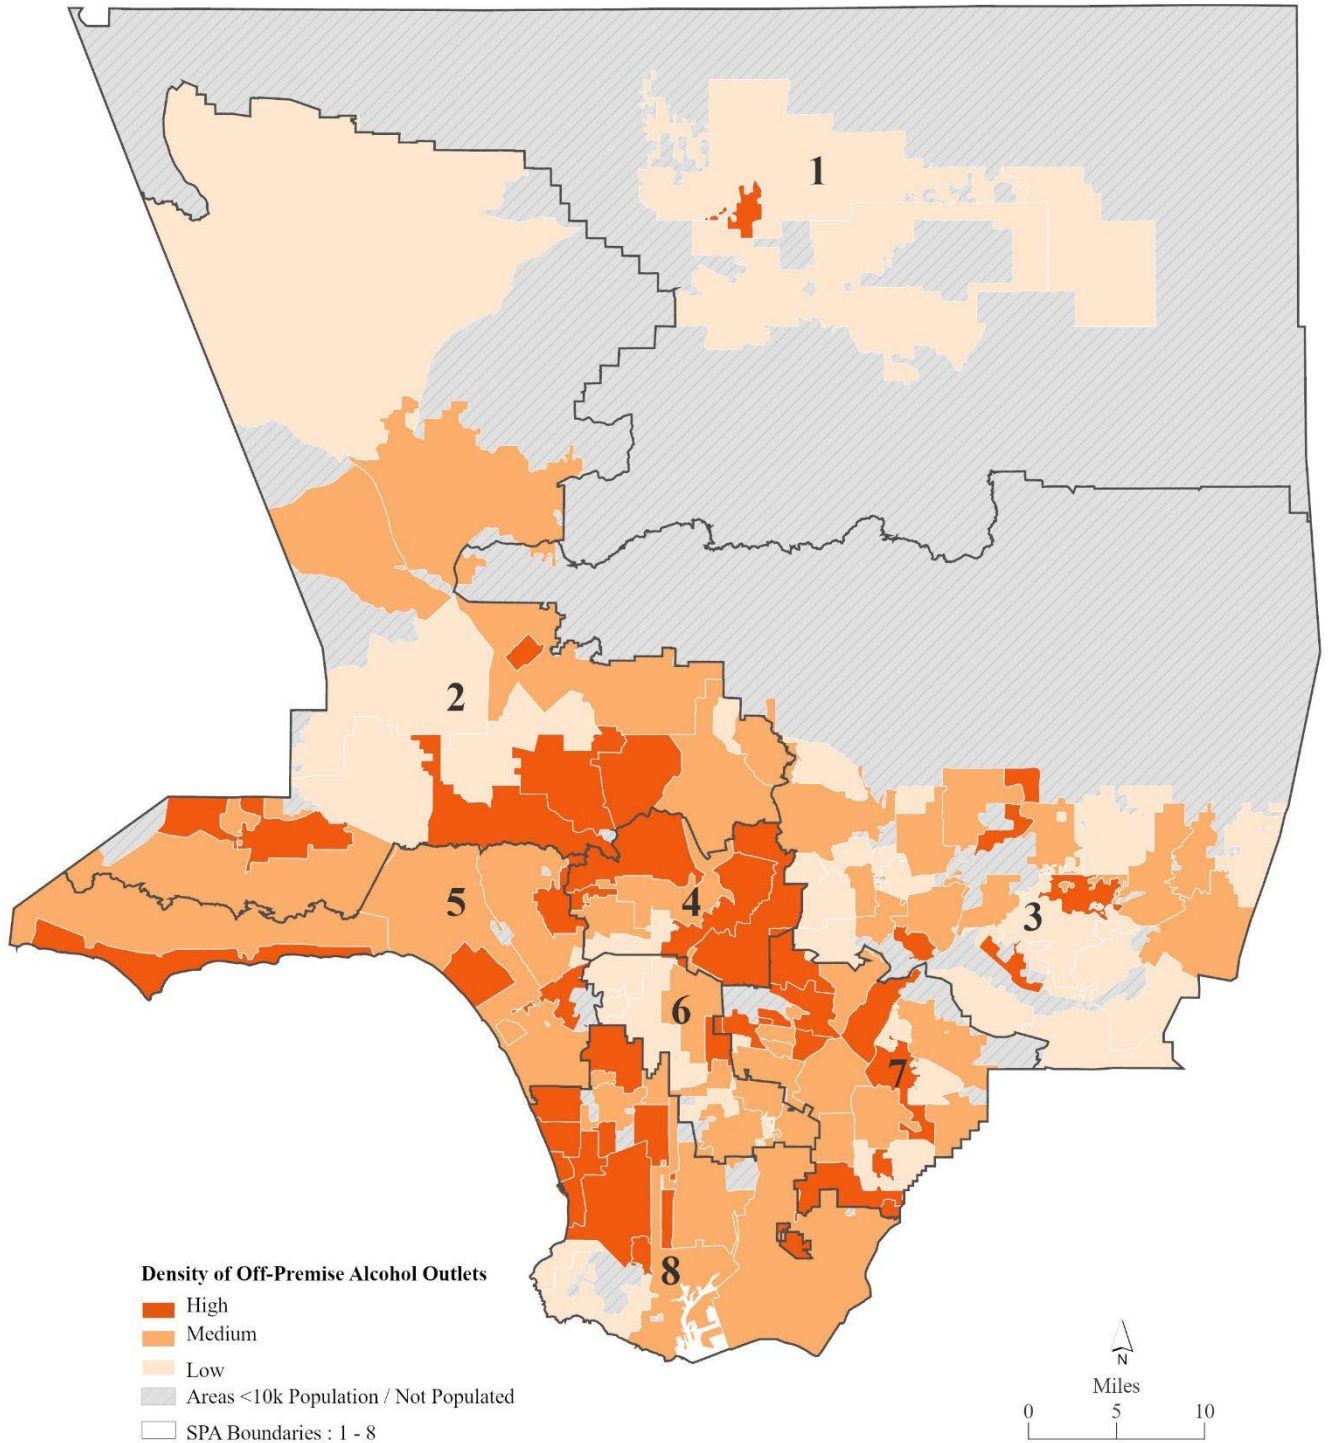 1
2
5
4
3
6
7
8
Density of Off-Premise Alcohol Outlets
High
Medium
Low
Areas <10k Population / Not Populated
SPA Boundaries : 1 - 8
N
Miles
0 5 10